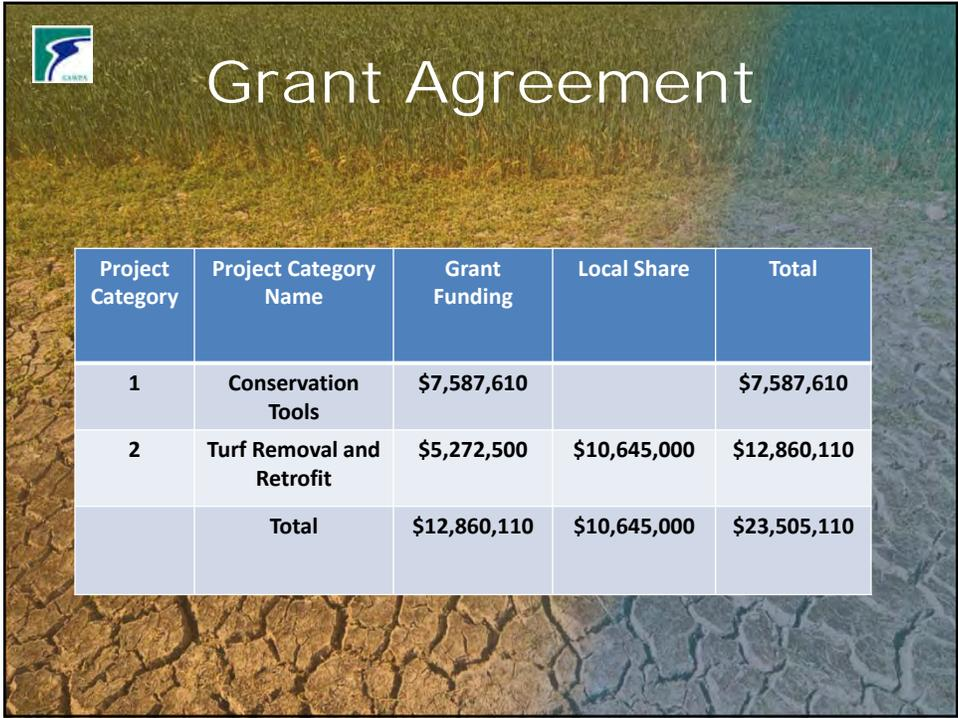 SAWPA
Grant Agreement
Project Category Project Category Name Grant Funding Local Share Total
1 Conservation Tools $7,587,610 $7,587,610
2 Turf Removal and Retrofit $5,272,500 $10,645,000 $12,860,110
Total $12,860,110 $10,645,000 $23,505,110